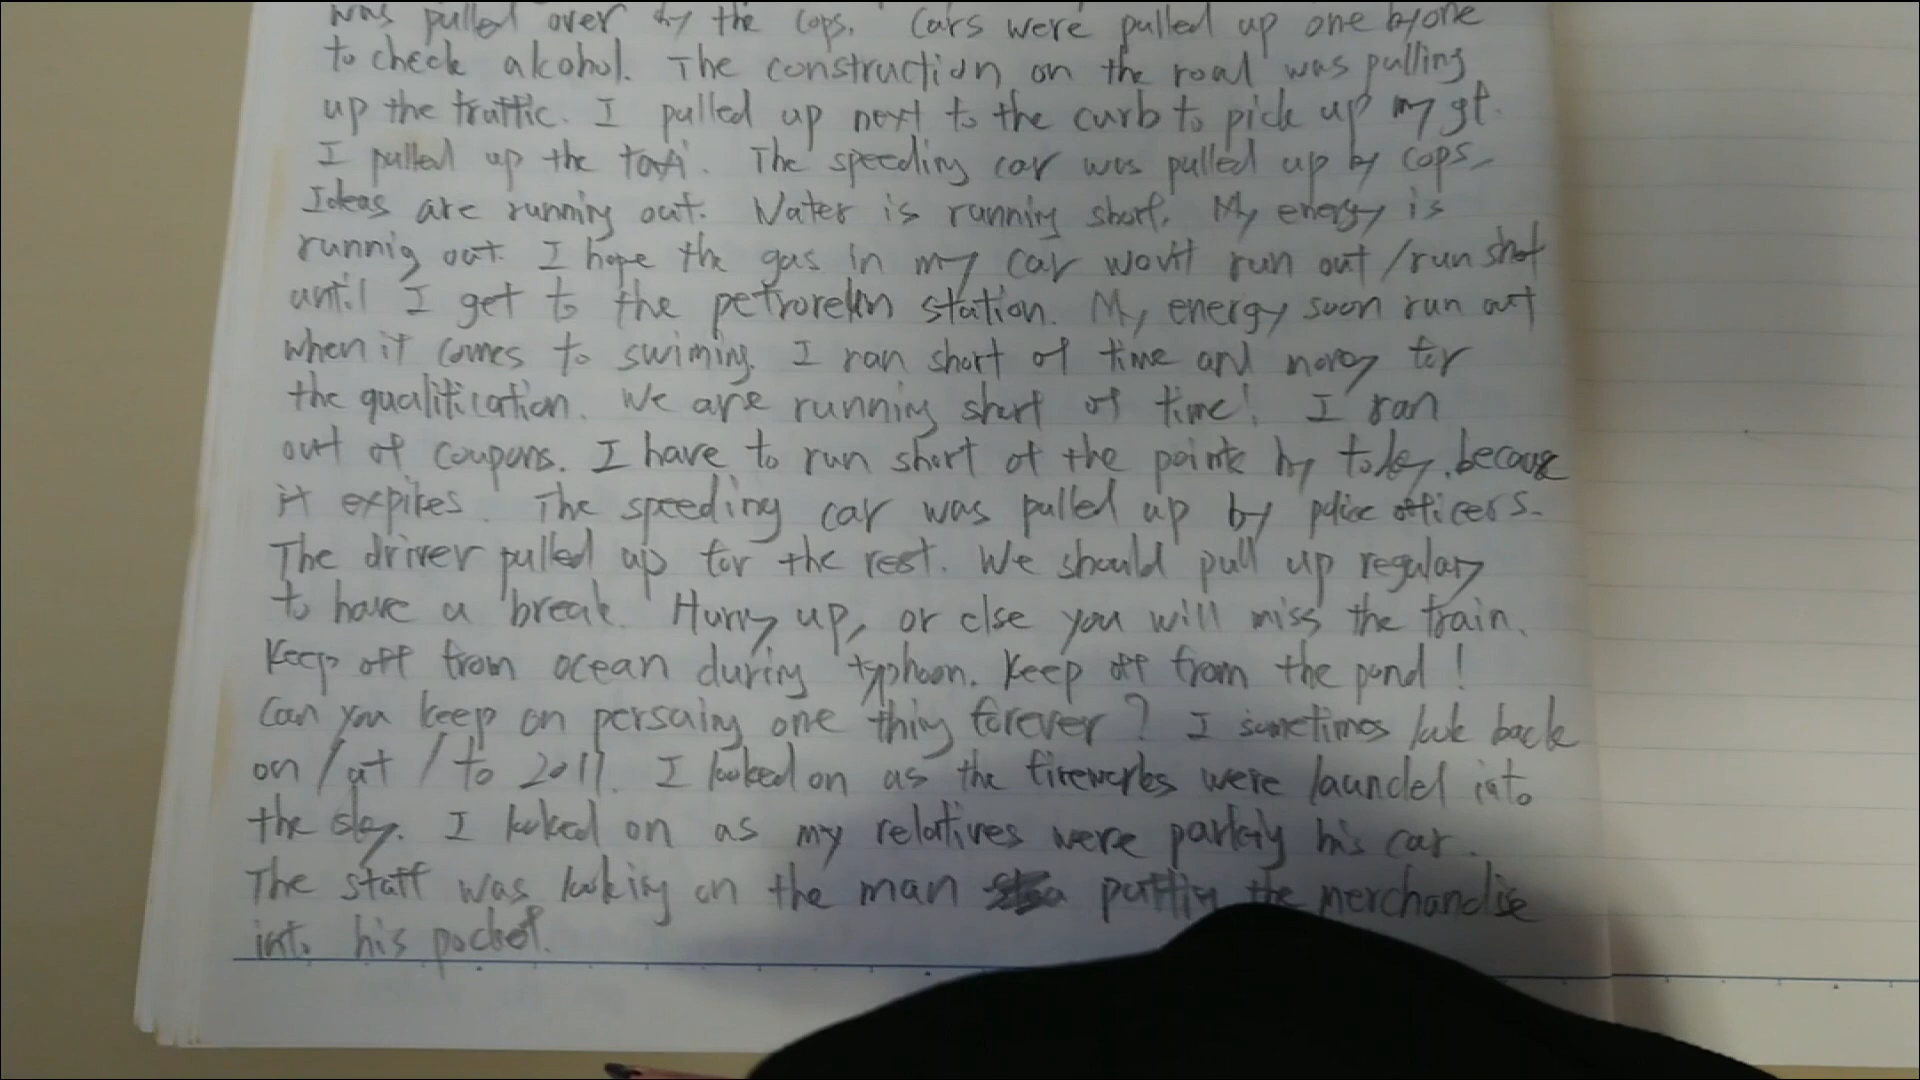 was pulled over by the cops. Cars were pulled up one by one
to check alcohol. The construction on the road was pulling
up the traffic. I pulled up next to the curb to pick up my gf.
I pulled up the taxi. The speeding car was pulled up by cops.
Ideas are running out. Water is running short. My energy is
runnig out. I hope the gas in my car won't run out / run short
until I get to the station. My energy soon run out
when it comes to swiming. I ran short of time and money for
the qualification. We are running short of time! I ran
out of coupons. I have to run short of the points by today, because
it expires. The speeding car was pulled up by police officers.
The driver pulled up for the rest. We should pull up regulary
to have a break. Hurry up, or else you will miss the train.
Keep off from ocean during typhoon. Keep off from the pond!
Can you keep on persuing one thing forever? I sometimes look back
on / at / to 2011. I looked on as the fireworks were launched into
the sky. I looked on as my relatives were parking his car.
The staff was looking on the man putting the merchandise
into his pocket.